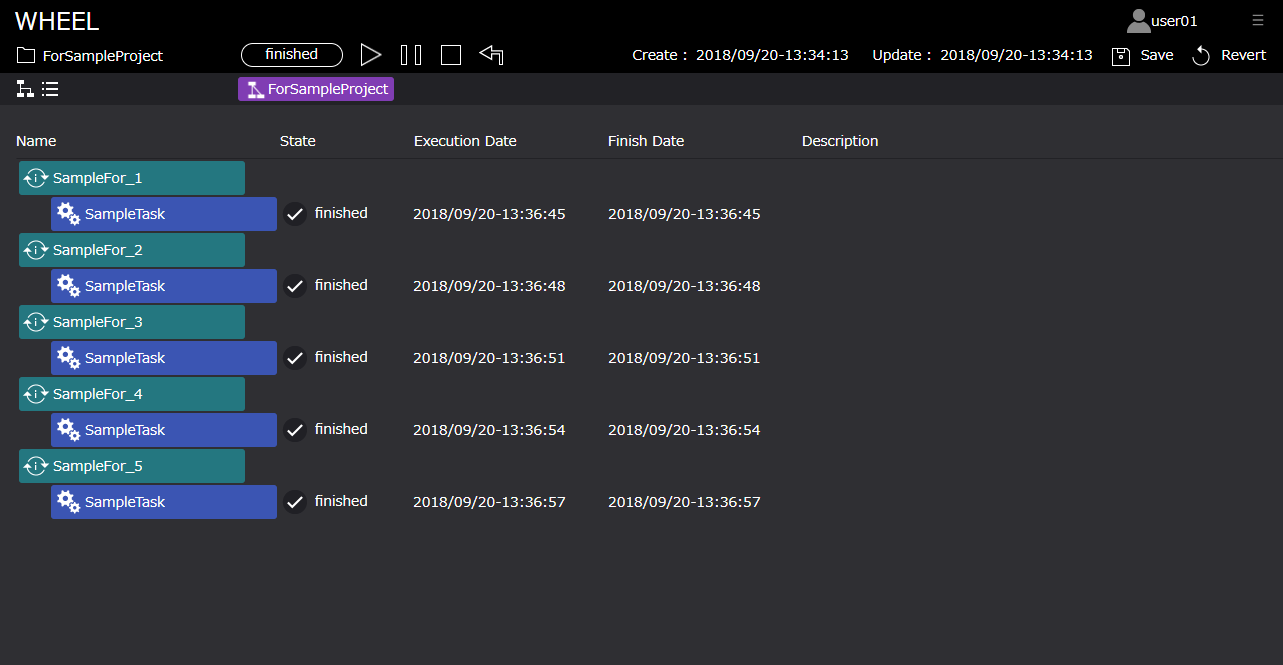 WHEEL
user01
ForSampleProject finished Create : 2018/09/20-13:34:13 Update : 2018/09/20-13:34:13 Save Revert
ForSampleProject
Name State Execution Date Finish Date Description
SampleFor_1
SampleTask finished 2018/09/20-13:36:45 2018/09/20-13:36:45
SampleFor_2
SampleTask finished 2018/09/20-13:36:48 2018/09/20-13:36:48
SampleFor_3
SampleTask finished 2018/09/20-13:36:51 2018/09/20-13:36:51
SampleFor_4
SampleTask finished 2018/09/20-13:36:54 2018/09/20-13:36:54
SampleFor_5
SampleTask finished 2018/09/20-13:36:57 2018/09/20-13:36:57